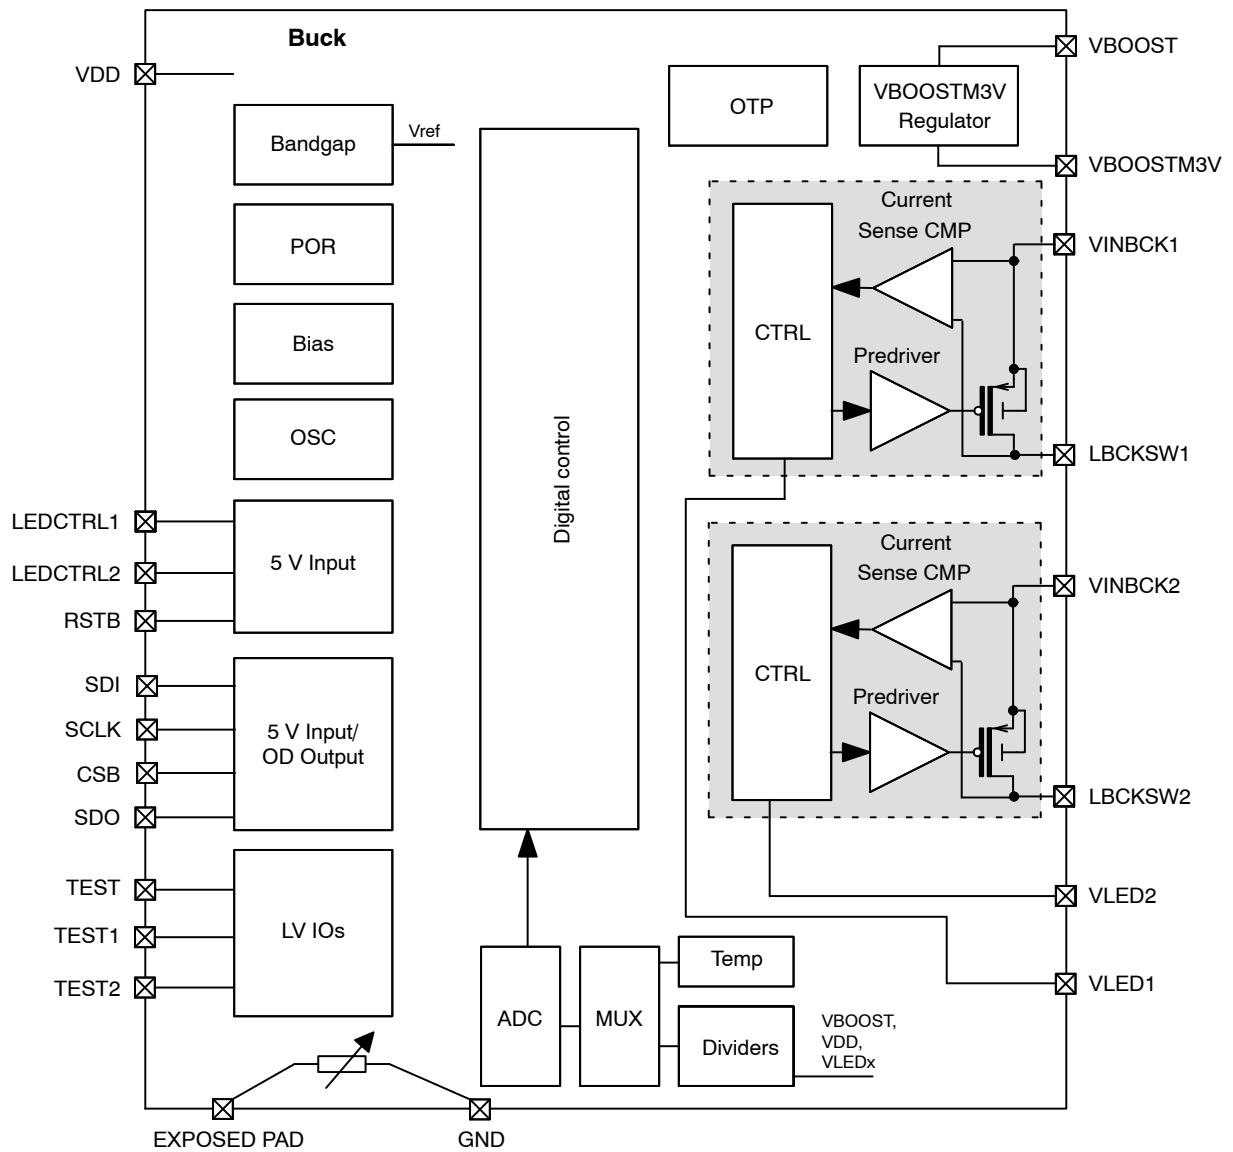 Buck
VDD
VBOOST
OTP
VBOOSTM3V
Regulator
Bandgap
Vref
VBOOSTM3V
POR
Current
Sense CMP
VINBCK1
Bias
CTRL
Predriver
OSC
Digital control
LBCKSW1
LEDCTRL1
5 V Input
LEDCTRL2
RSTB
Current
Sense CMP
VINBCK2
SDI
SCLK
CSB
SDO
5 V Input/
OD Output
CTRL
Predriver
LBCKSW2
TEST
TEST1
TEST2
LV IOs
VLED2
VLED1
ADC
MUX
Temp
Dividers
VBOOST,
VDD,
VLEDx
EXPOSED PAD
GND